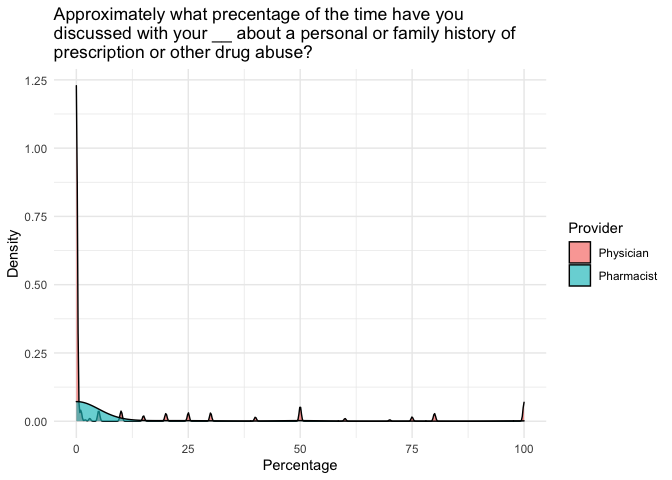 Approximately what precentage of the time have you
discussed with your __ about a personal or family history of
prescription or other drug abuse?
1.25
1.00
0.75
0.50
0.25
0.00
Density
0 25 50 75 100
Percentage
Provider
Physician
Pharmacist